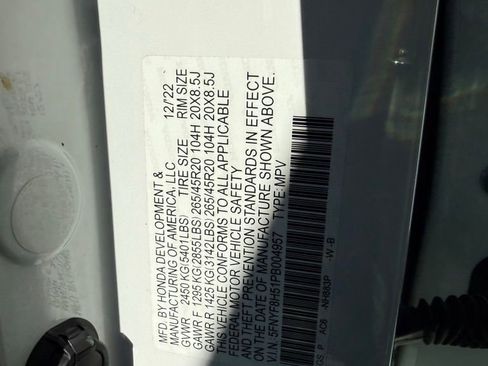 MFD. BY HONDA DEVELOPMENT &
MANUFACTURING OF AMERICA, LLC 12/'22
GVWR 2450 KG(5401LBS) TIRE SIZE RIM SIZE
GAWR F 1295 KG(2855LBS) 265/45R20 104H 20X8.5J
GAWR R 1425 KG(3142LBS) 265/45R20 104H 20X8.5J
THIS VEHICLE CONFORMS TO ALL APPLICABLE
FEDERAL MOTOR VEHICLE SAFETY
AND THEFT PREVENTION STANDARDS IN EFFECT
ON THE DATE OF MANUFACTURE SHOWN ABOVE.
V.I.N. 5FNYF8H51PB004957 TYPE:MPV
GS P A06 -NH883P -W -B